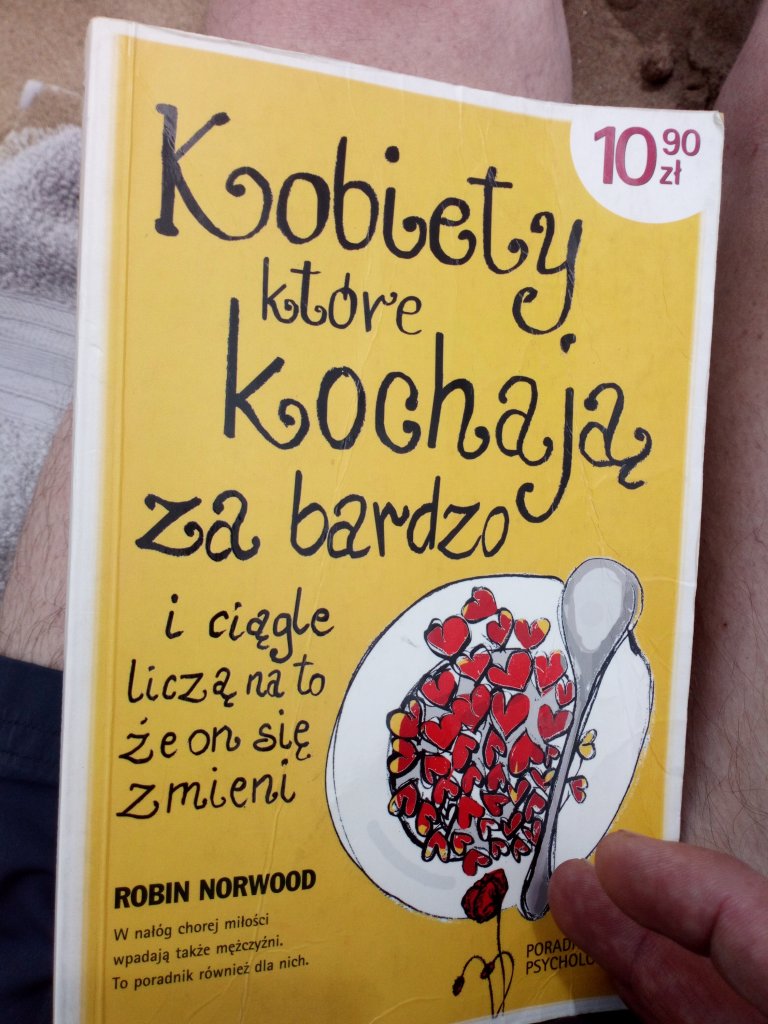 10 90 zł
Kobiety
które
kochają
za bardzo
i ciągle
liczą na to
że on się
zmieni
ROBIN NORWOOD
W nałóg chorej miłości
wpadają także mężczyźni.
To poradnik również dla nich.